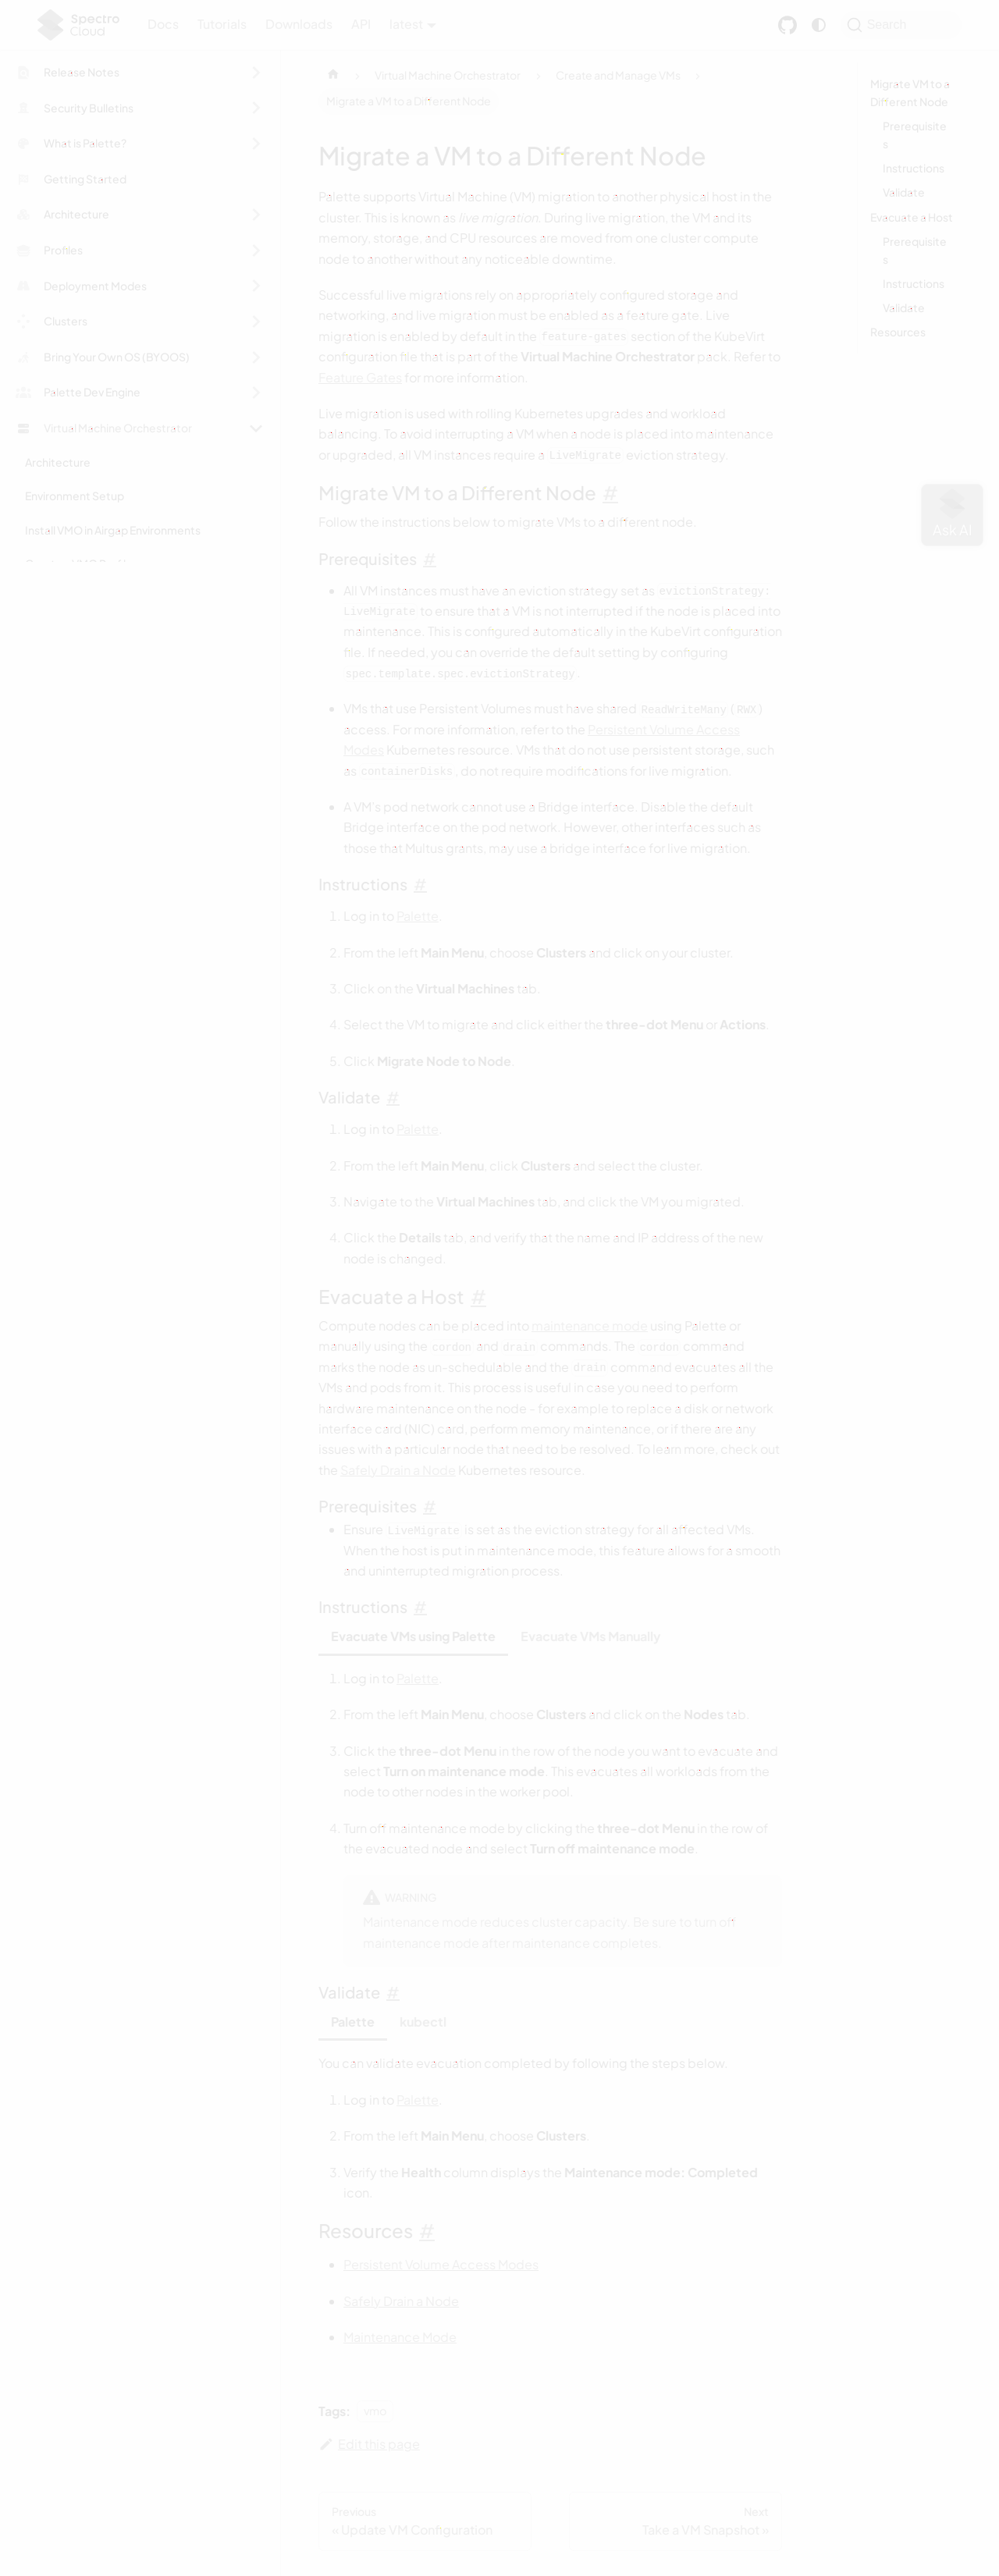 Spectro
Cloud
Docs Tutorials Downloads API latest Search
Release Notes
Security Bulletins
What is Palette?
Getting Started
Architecture
Profiles
Deployment Modes
Clusters
Bring Your Own OS (BYOOS)
Palette Dev Engine
Virtual Machine Orchestrator
Architecture
Environment Setup
Install VMO in Airgap Environments
Virtual Machine Orchestrator › Create and Manage VMs ›
Migrate a VM to a Different Node
Migrate a VM to a Different Node
Palette supports Virtual Machine (VM) migration to another physical host in the
cluster. This is known as live migration. During live migration, the VM and its
memory, storage, and CPU resources are moved from one cluster compute
node to another without any noticeable downtime.
Successful live migrations rely on appropriately configured storage and
networking, and live migration must be enabled as a feature gate. Live
migration is enabled by default in the feature-gates section of the KubeVirt
configuration file that is part of the Virtual Machine Orchestrator pack. Refer to
Feature Gates for more information.
Live migration is used with rolling Kubernetes upgrades and workload
balancing. To avoid interrupting a VM when a node is placed into maintenance
or upgraded, all VM instances require a LiveMigrate eviction strategy.
Migrate VM to a Different Node #
Follow the instructions below to migrate VMs to a different node.
Prerequisites #
• All VM instances must have an eviction strategy set as evictionStrategy:
LiveMigrate to ensure that a VM is not interrupted if the node is placed into
maintenance. This is configured automatically in the KubeVirt configuration
file. If needed, you can override the default setting by configuring
spec.template.spec.evictionStrategy.
• VMs that use Persistent Volumes must have shared ReadWriteMany (RWX)
access. For more information, refer to the Persistent Volume Access
Modes Kubernetes resource. VMs that do not use persistent storage, such
as containerDisks, do not require modifications for live migration.
• A VM's pod network cannot use a Bridge interface. Disable the default
Bridge interface on the pod network. However, other interfaces such as
those that Multus grants, may use a bridge interface for live migration.
Instructions #
1. Log in to Palette.
2. From the left Main Menu, choose Clusters and click on your cluster.
3. Click on the Virtual Machines tab.
4. Select the VM to migrate and click either the three-dot Menu or Actions.
5. Click Migrate Node to Node.
Validate #
1. Log in to Palette.
2. From the left Main Menu, click Clusters and select the cluster.
3. Navigate to the Virtual Machines tab, and click the VM you migrated.
4. Click the Details tab, and verify that the name and IP address of the new
node is changed.
Evacuate a Host #
Compute nodes can be placed into maintenance mode using Palette or
manually using the cordon and drain commands. The cordon command
marks the node as un-schedulable and the drain command evacuates all the
VMs and pods from it. This process is useful in case you need to perform
hardware maintenance on the node - for example to replace a disk or network
interface card (NIC) card, perform memory maintenance, or if there are any
issues with a particular node that need to be resolved. To learn more, check out
the Safely Drain a Node Kubernetes resource.
Prerequisites #
• Ensure LiveMigrate is set as the eviction strategy for all affected VMs.
When the host is put in maintenance mode, this feature allows for a smooth
and uninterrupted migration process.
Instructions #
Evacuate VMs using Palette Evacuate VMs Manually
1. Log in to Palette.
2. From the left Main Menu, choose Clusters and click on the Nodes tab.
3. Click the three-dot Menu in the row of the node you want to evacuate and
select Turn on maintenance mode. This evacuates all workloads from the
node to other nodes in the worker pool.
4. Turn off maintenance mode by clicking the three-dot Menu in the row of
the evacuated node and select Turn off maintenance mode.
WARNING
Maintenance mode reduces cluster capacity. Be sure to turn off
maintenance mode after maintenance completes.
Validate #
Palette kubectl
You can validate evacuation completed by following the steps below.
1. Log in to Palette
2. From the left Main Menu, choose Clusters.
3. Verify the Health column displays the Maintenance mode: Completed
icon.
Resources #
• Persistent Volume Access Modes
• Safely Drain a Node
• Maintenance Mode
Tags: vmo
Edit this page
Previous
« Update VM Configuration
Next
Take a VM Snapshot »
Migrate VM to a
Different Node
Prerequisite
s
Instructions
Validate
Evacuate a Host
Prerequisite
s
Instructions
Validate
Resources
Ask AI